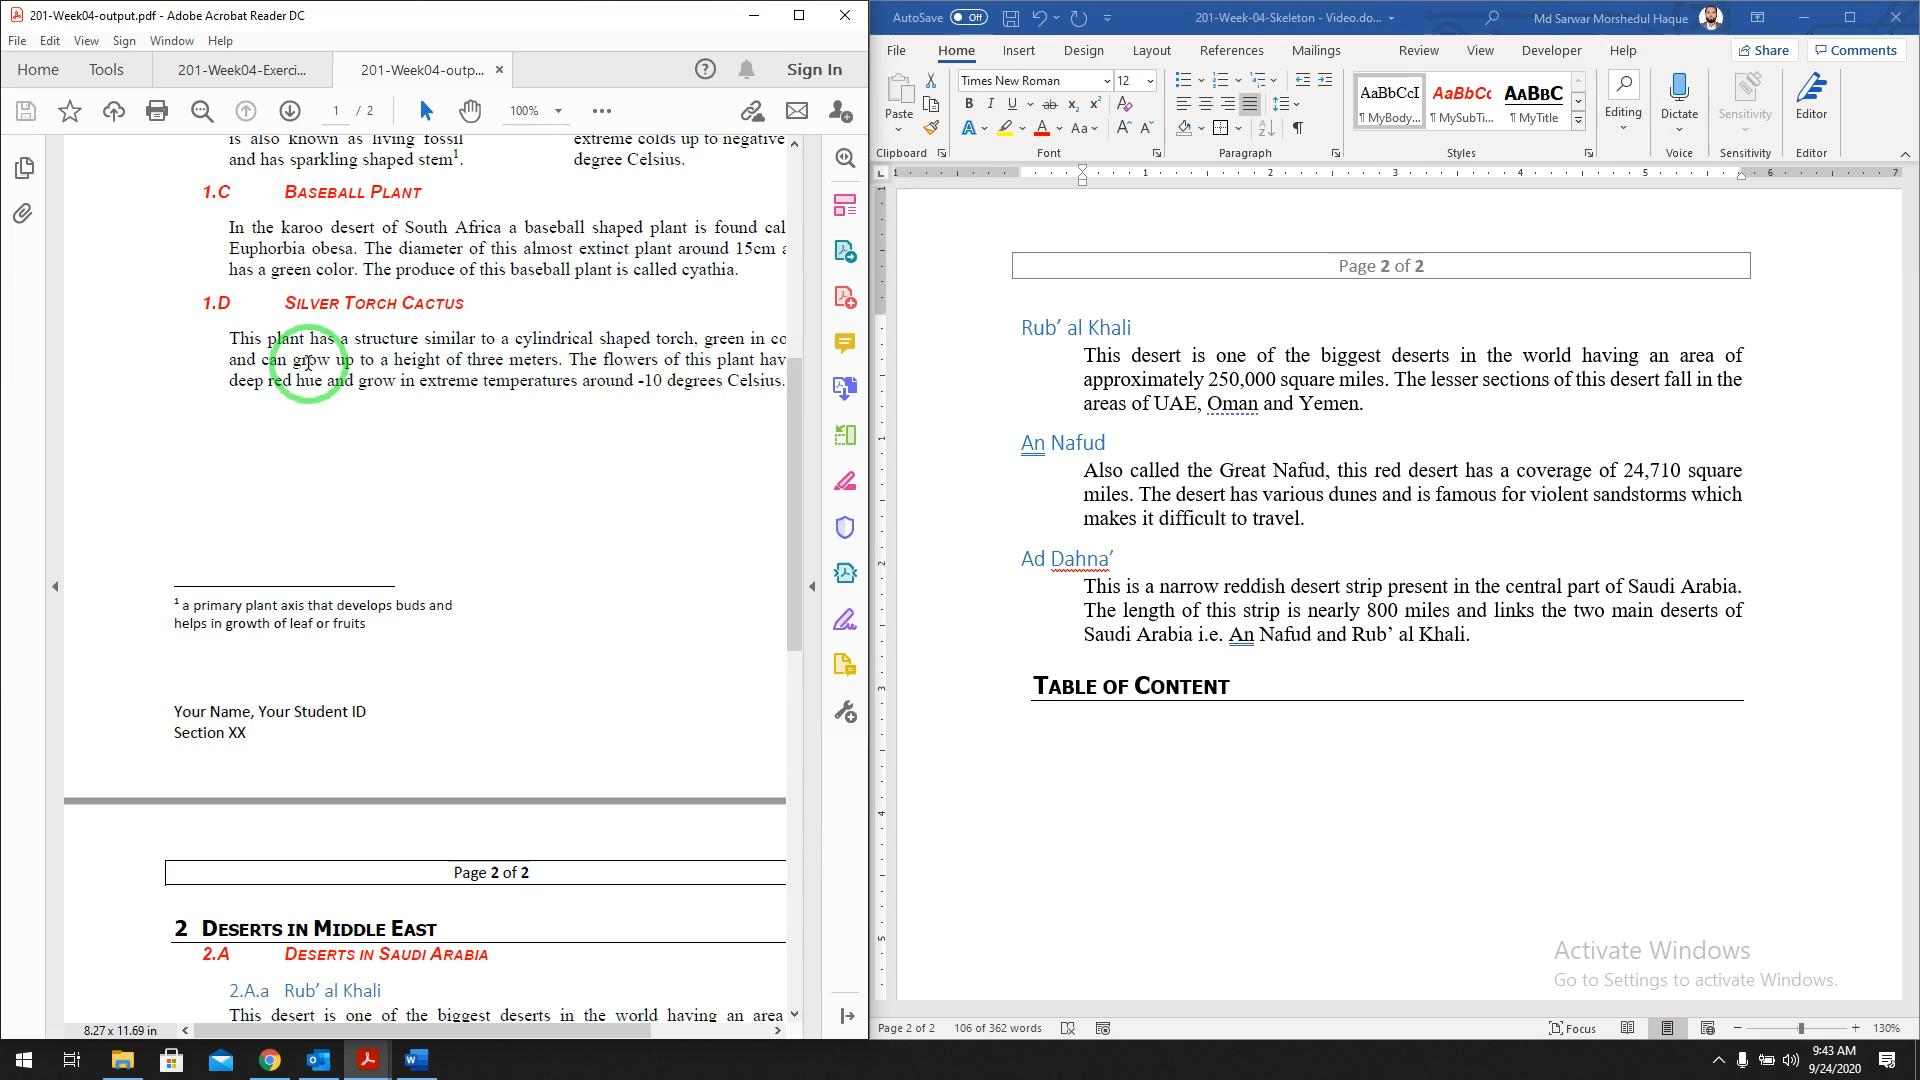 201-Week04-output.pdf - Adobe Acrobat Reader DC
File Edit View Sign Window Help
Home Tools 201-Week04-Exerci... 201-Week04-outp... × Sign In
1 / 2 100%
is also known as living fossil
and has sparkling shaped stem1.
extreme colds up to negative
degree Celsius.
1.C BASEBALL PLANT
In the karoo desert of South Africa a baseball shaped plant is found cal
Euphorbia obesa. The diameter of this almost extinct plant around 15cm a
has a green color. The produce of this baseball plant is called cyathia.
1.D SILVER TORCH CACTUS
This plant has a structure similar to a cylindrical shaped torch, green in co
and can grow up to a height of three meters. The flowers of this plant hav
deep red hue and grow in extreme temperatures around -10 degrees Celsius.
1 a primary plant axis that develops buds and
helps in growth of leaf or fruits
Your Name, Your Student ID
Section XX
Page 2 of 2
2 DESERTS IN MIDDLE EAST
2.A DESERTS IN SAUDI ARABIA
2.A.a Rub’ al Khali
This desert is one of the biggest deserts in the world having an area
8.27 x 11.69 in
AutoSave Off 201-Week-04-Skeleton - Video.do... Md Sarwar Morshedul Haque
File Home Insert Design Layout References Mailings Review View Developer Help Share Comments
Times New Roman 12
Paste
B I U ab x2 x2
A Aa A A
AaBbCcI AaBbCc AABBC
¶ MyBody... ¶ MySubTi... ¶ MyTitle
Editing Dictate Sensitivity Editor
Clipboard Font Paragraph Styles Voice Sensitivity Editor
1 1 2 3 4 5 6 7
Page 2 of 2
Rub’ al Khali
This desert is one of the biggest deserts in the world having an area of
approximately 250,000 square miles. The lesser sections of this desert fall in the
areas of UAE, Oman and Yemen.
An Nafud
Also called the Great Nafud, this red desert has a coverage of 24,710 square
miles. The desert has various dunes and is famous for violent sandstorms which
makes it difficult to travel.
Ad Dahna’
This is a narrow reddish desert strip present in the central part of Saudi Arabia.
The length of this strip is nearly 800 miles and links the two main deserts of
Saudi Arabia i.e. An Nafud and Rub’ al Khali.
TABLE OF CONTENT
Activate Windows
Go to Settings to activate Windows.
Page 2 of 2 106 of 362 words Focus 130%
9:43 AM
9/24/2020